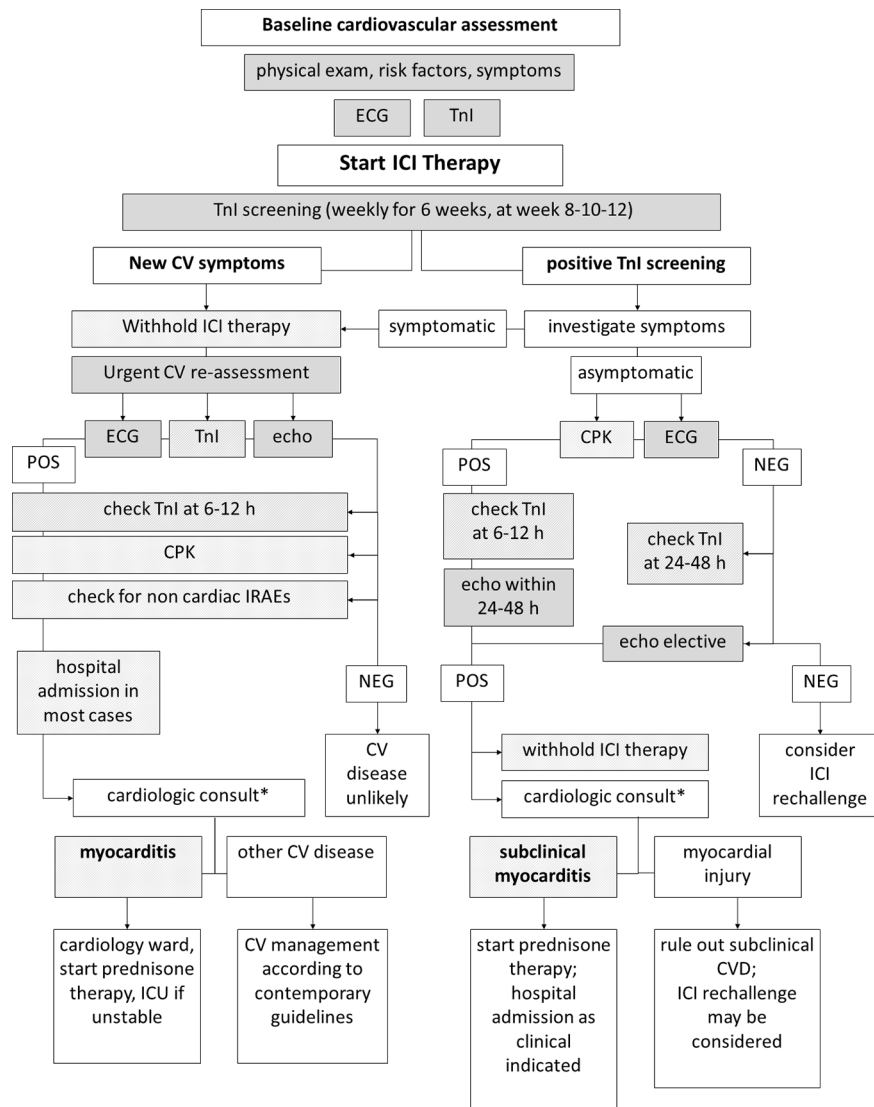 Baseline cardiovascular assessment
physical exam, risk factors, symptoms
ECG
TnI
Start ICI Therapy
TnI screening (weekly for 6 weeks, at week 8-10-12)
New CV symptoms
positive TnI screening
Withhold ICI therapy
symptomatic
investigate symptoms
Urgent CV re-assessment
asymptomatic
ECG
TnI
echo
CPK
ECG
POS
POS
NEG
check TnI at 6-12 h
CPK
check for non cardiac IRAEs
check TnI
at 6-12 h
check TnI
at 24-48 h
echo within
24-48 h
echo elective
hospital
admission in
most cases
NEG
POS
NEG
CV
disease
unlikely
withhold ICI therapy
consider
ICI
rechallenge
cardiologic consult*
cardiologic consult*
myocarditis
other CV disease
subclinical
myocarditis
myocardial
injury
cardiology ward,
start prednisone
therapy, ICU if
unstable
CV management
according to
contemporary
guidelines
start prednisone
therapy;
hospital
admission as
clinical
indicated
rule out subclinical
CVD;
ICI rechallenge
may be
considered